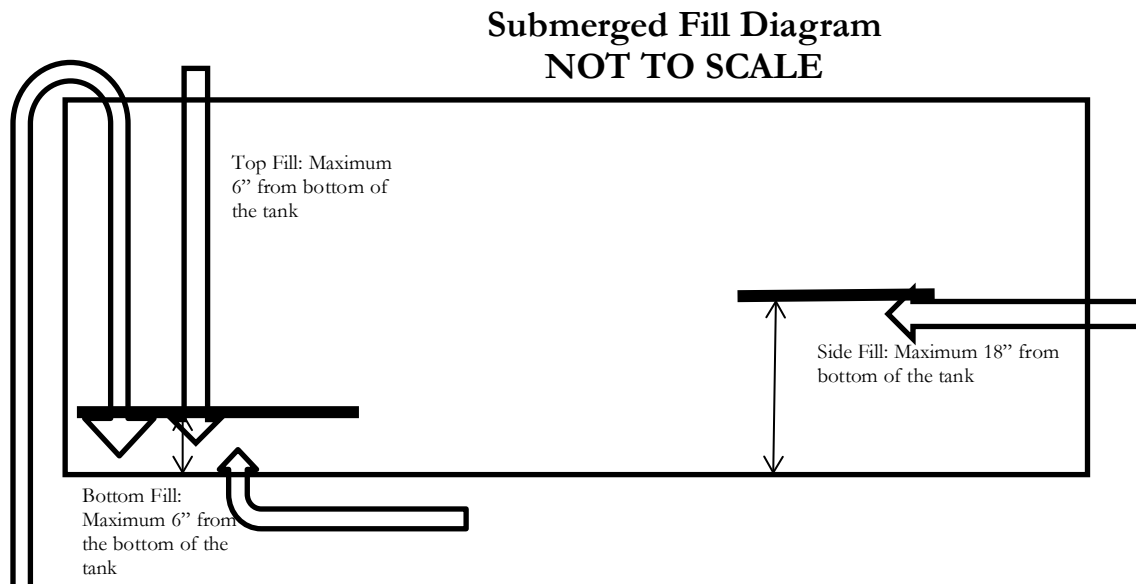 Submerged Fill Diagram
NOT TO SCALE
Top Fill: Maximum
6” from bottom of
the tank
Side Fill: Maximum 18” from
bottom of the tank
Bottom Fill:
Maximum 6” from
the bottom of the
tank